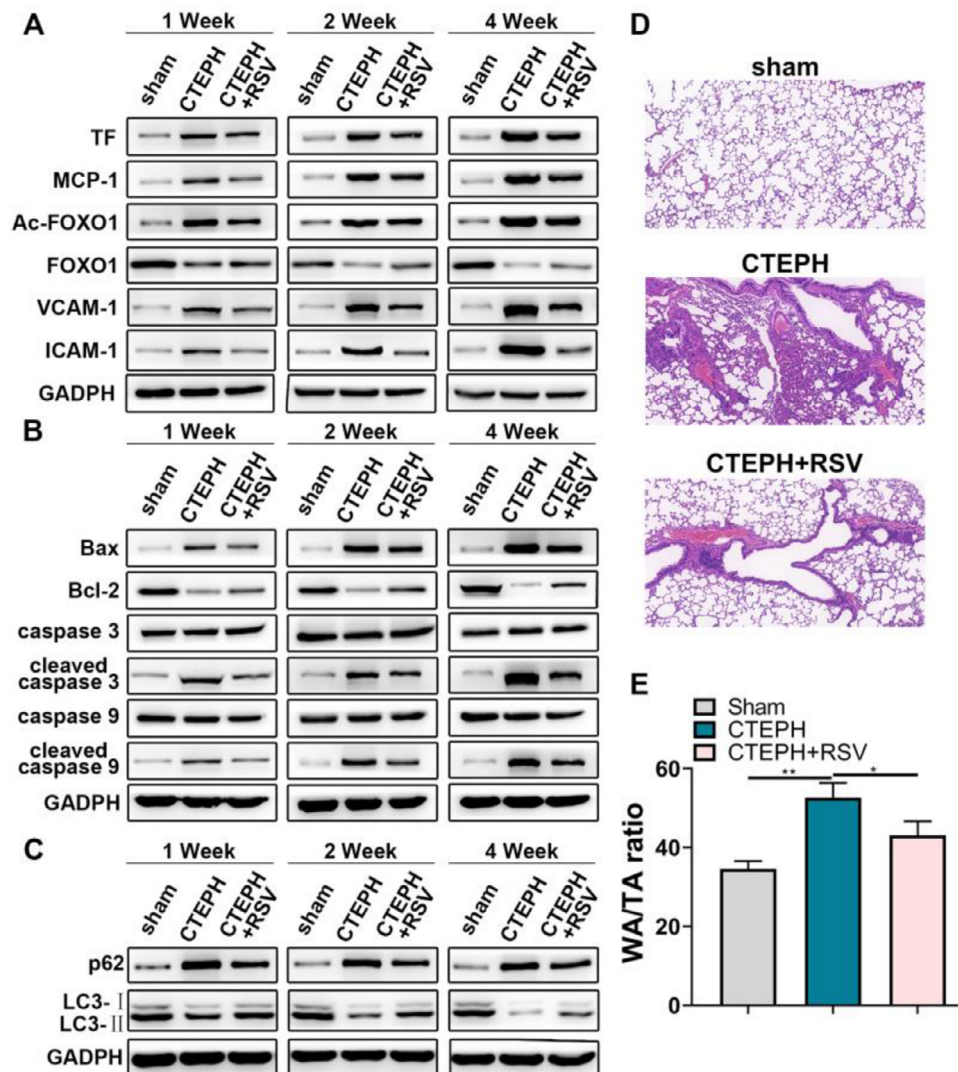 A
1 Week 2 Week 4 Week
sham CTEPH CTEPH +RSV sham CTEPH CTEPH +RSV sham CTEPH CTEPH +RSV
TF
MCP-1
Ac-FOXO1
FOXO1
VCAM-1
ICAM-1
GADPH
B
1 Week 2 Week 4 Week
sham CTEPH CTEPH +RSV sham CTEPH CTEPH +RSV sham CTEPH CTEPH +RSV
Bax
Bcl-2
caspase 3
cleaved
caspase 3
caspase 9
cleaved
caspase 9
GADPH
C
1 Week 2 Week 4 Week
sham CTEPH CTEPH +RSV sham CTEPH CTEPH +RSV sham CTEPH CTEPH +RSV
p62
LC3-Ⅰ
LC3-Ⅱ
GADPH
D
sham
CTEPH
CTEPH+RSV
E
Sham
CTEPH
CTEPH+RSV
** *
60
40
20
0
WA/TA ratio